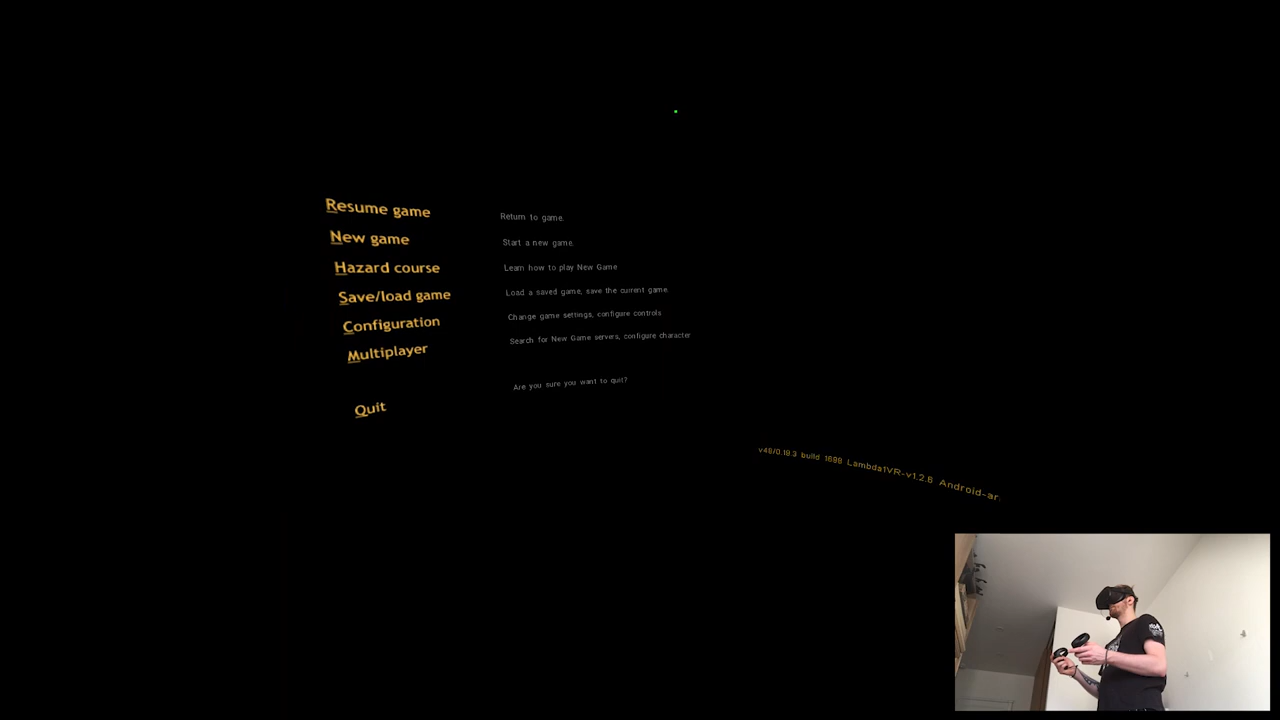 Resume game
Return to game.
New game
Start a new game.
Hazard course
Learn how to play New Game
Save/load game
Load a saved game, save the current game.
Configuration
Change game settings, configure controls
Multiplayer
Search for New Game servers, configure character
Quit
Are you sure you want to quit?
v48/0.19.3 build 1698 Lambda1VR-v1.2.6 Android-ar